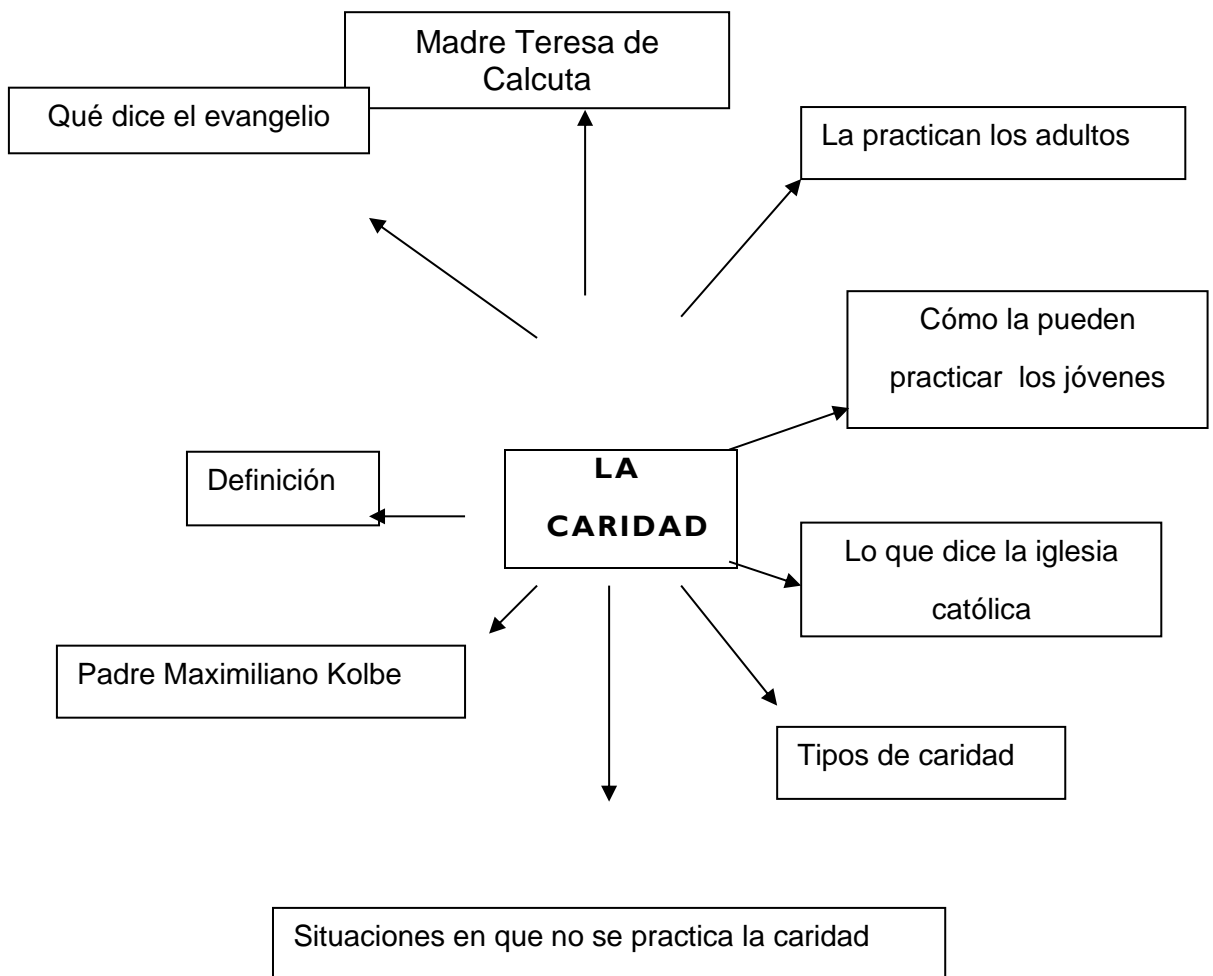 Madre Teresa de
Calcuta
Qué dice el evangelio
La practican los adultos
Cómo la pueden
practicar los jóvenes
Definición
LA
CARIDAD
Lo que dice la iglesia
católica
Padre Maximiliano Kolbe
Tipos de caridad
Situaciones en que no se practica la caridad